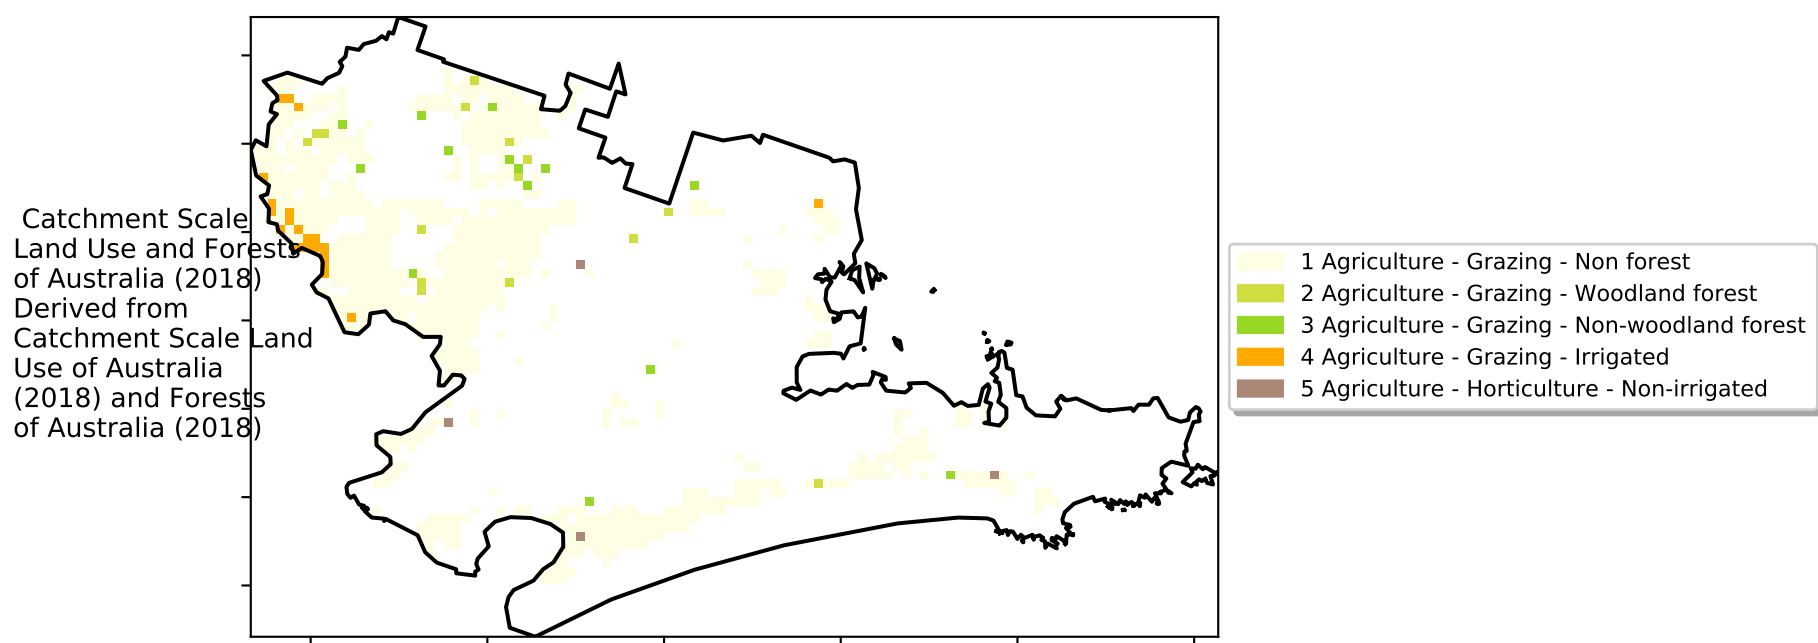 Catchment Scale
Land Use and Forests
of Australia (2018)
Derived from
Catchment Scale Land
Use of Australia
(2018) and Forests
of Australia (2018)
1 Agriculture - Grazing - Non forest
2 Agriculture - Grazing - Woodland forest
3 Agriculture - Grazing - Non-woodland forest
4 Agriculture - Grazing - Irrigated
5 Agriculture - Horticulture - Non-irrigated